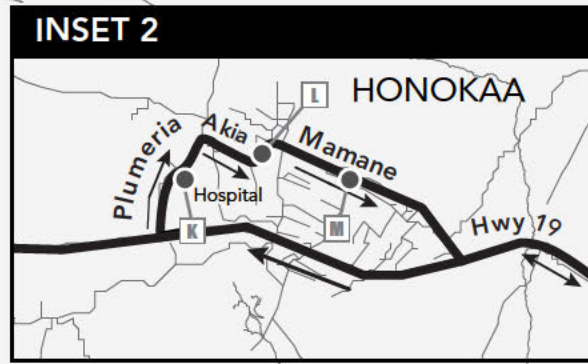 INSET 2
HONOKAA
L
Plumeria
Akia
Mamane
Hospital
K
M
Hwy 19